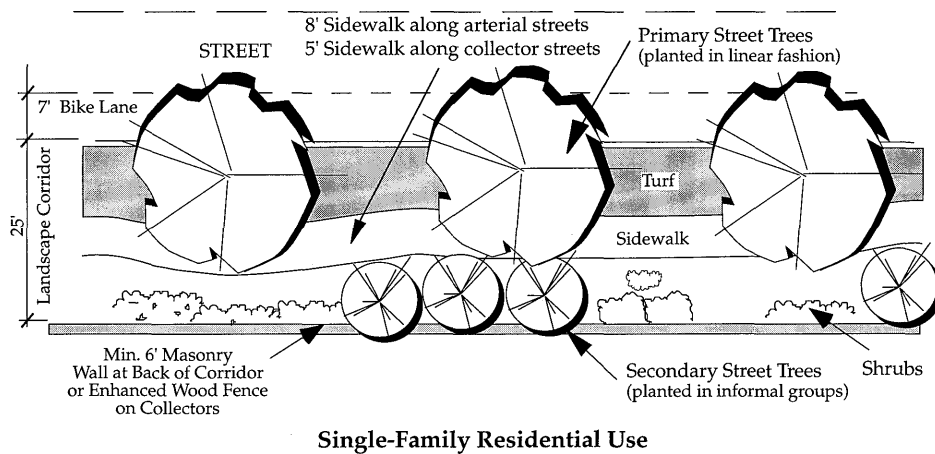 8' Sidewalk along arterial streets
5' Sidewalk along collector streets
STREET
Primary Street Trees
(planted in linear fashion)
7' Bike Lane
25'
Landscape Corridor
Turf
Sidewalk
Min. 6' Masonry
Wall at Back of Corridor
or Enhanced Wood Fence
on Collectors
Secondary Street Trees
(planted in informal groups)
Shrubs
Single-Family Residential Use